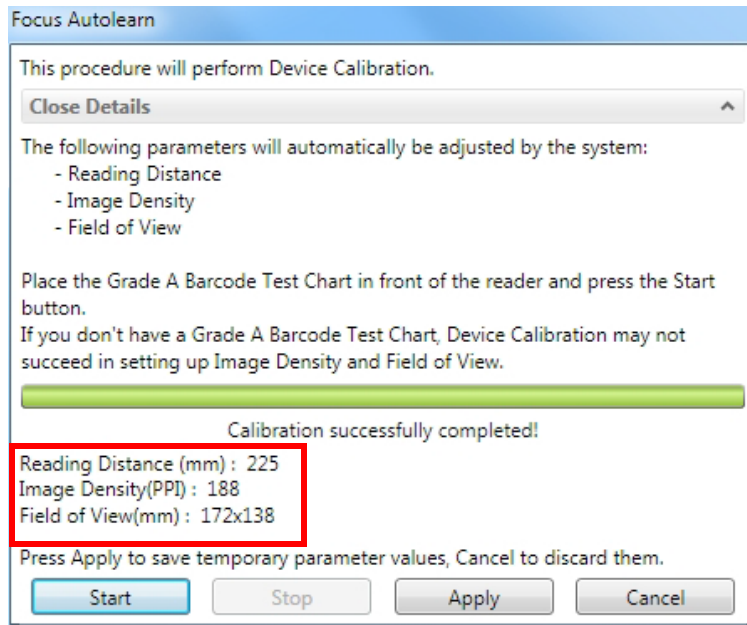 Focus Autolearn
This procedure will perform Device Calibration.
Close Details
The following parameters will automatically be adjusted by the system:
- Reading Distance
- Image Density
- Field of View
Place the Grade A Barcode Test Chart in front of the reader and press the Start
button.
If you don't have a Grade A Barcode Test Chart, Device Calibration may not
succeed in setting up Image Density and Field of View.
Calibration successfully completed!
Reading Distance (mm) : 225
Image Density(PPI) : 188
Field of View(mm) : 172x138
Press Apply to save temporary parameter values, Cancel to discard them.
Start Stop Apply Cancel